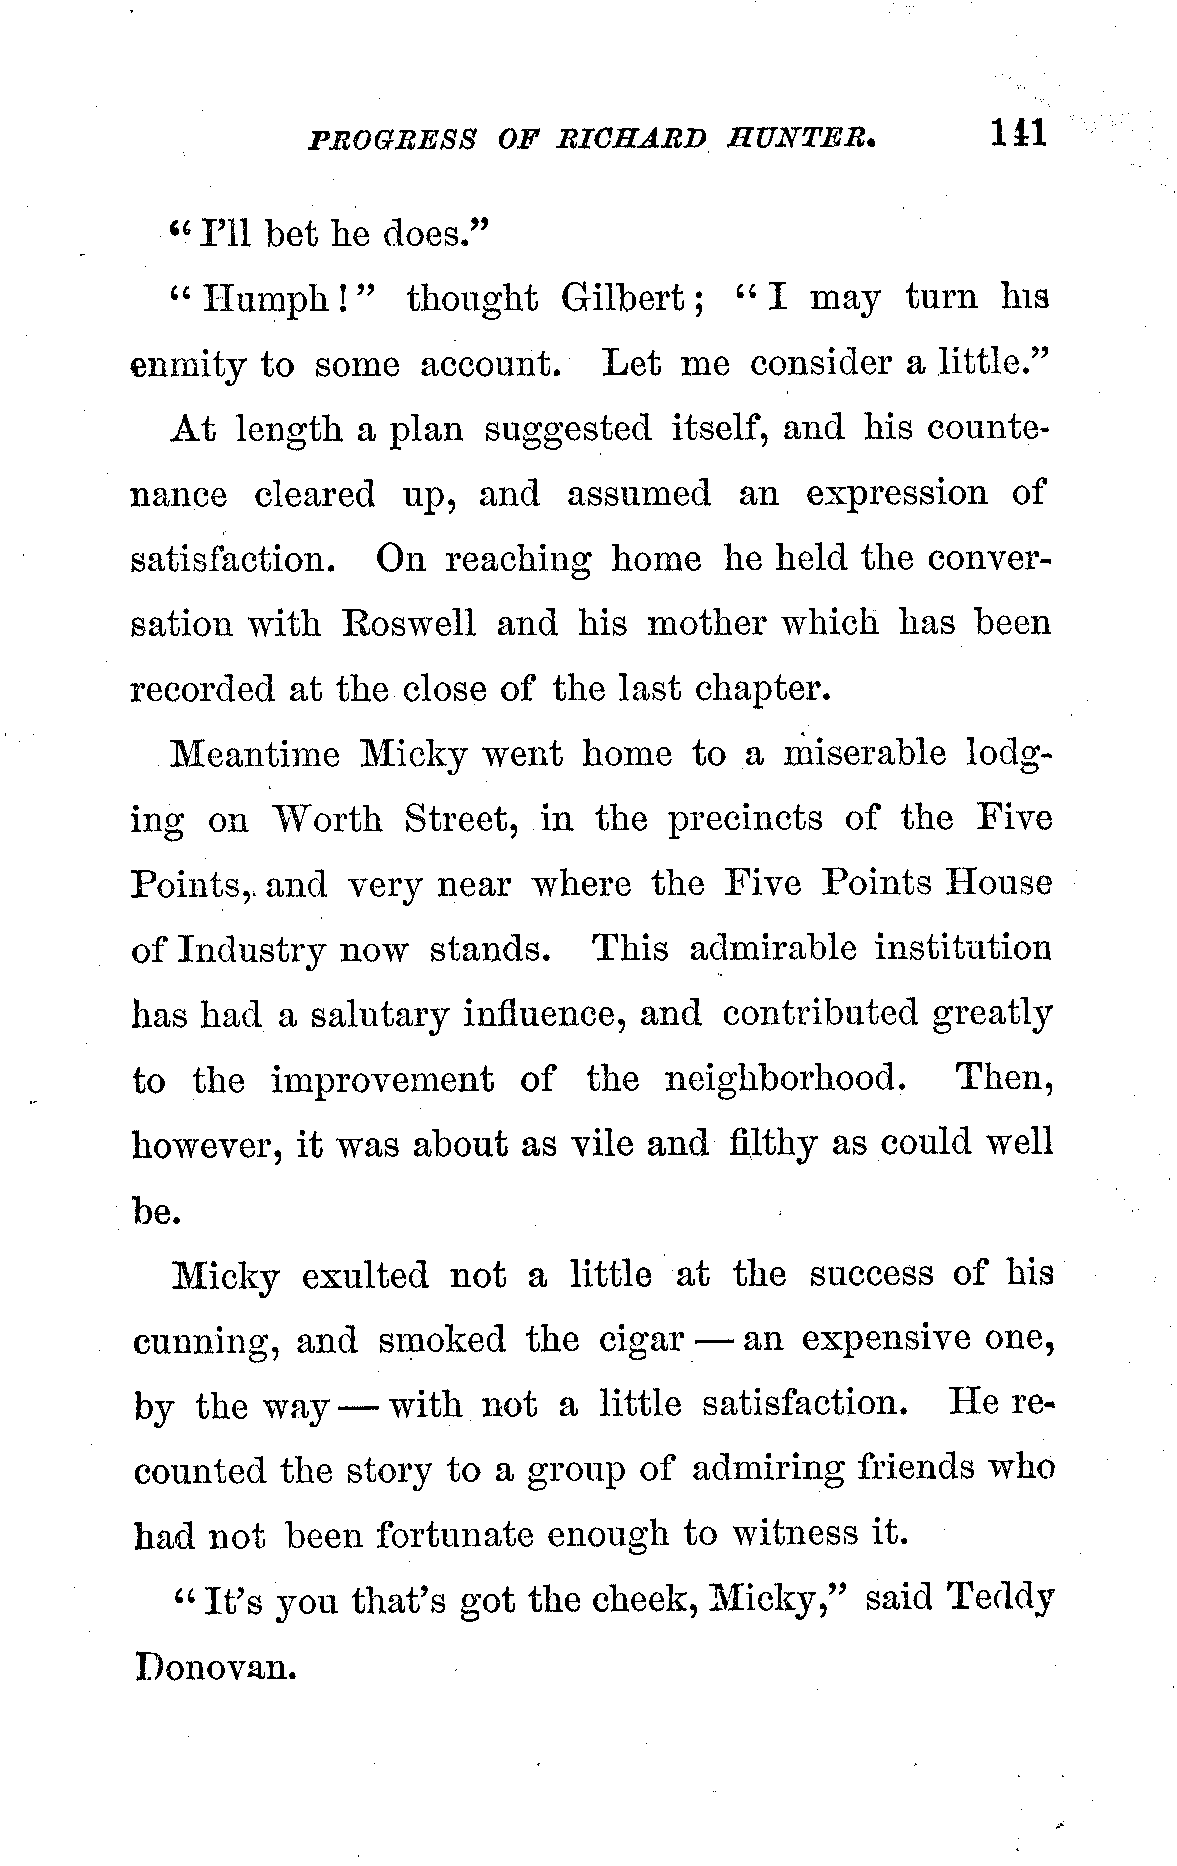 PROGRESS OF RICHARD HUNTER. 141
“I’ll bet he does.”
“Humph!” thought Gilbert; “I may turn his
enmity to some account. Let me consider a little.”
At length a plan suggested itself, and his counte-
nance cleared up, and assumed an expression of
satisfaction. On reaching home he held the conver-
sation with Roswell and his mother which has been
recorded at the close of the last chapter.
Meantime Micky went home to a miserable lodg-
ing on Worth Street, in the precincts of the Five
Points, and very near where the Five Points House
of Industry now stands. This admirable institution
has had a salutary influence, and contributed greatly
to the improvement of the neighborhood. Then,
however, it was about as vile and filthy as could well
be.
Micky exulted not a little at the success of his
cunning, and smoked the cigar — an expensive one,
by the way — with not a little satisfaction. He re-
counted the story to a group of admiring friends who
had not been fortunate enough to witness it.
“It’s you that’s got the cheek, Micky,” said Teddy
Donovan.